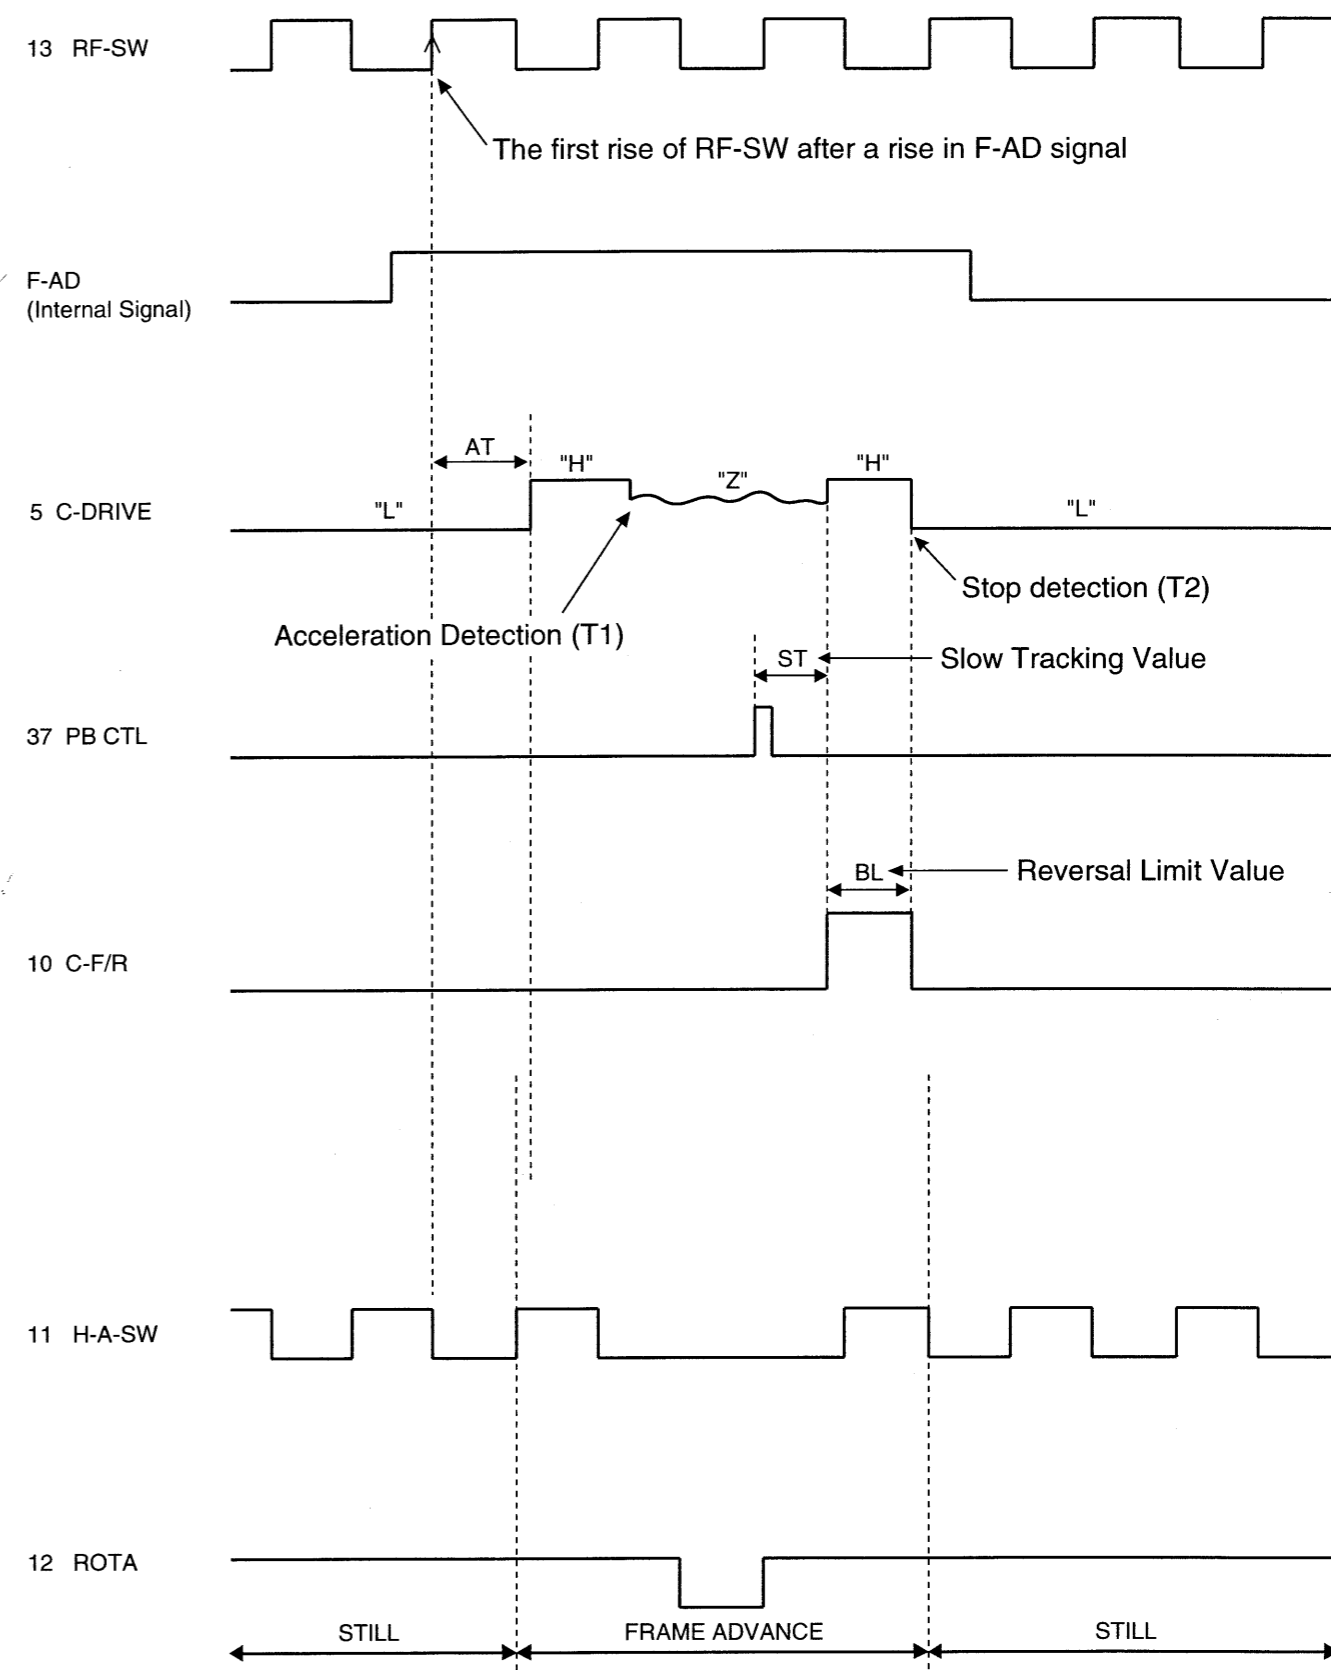 13 RF-SW
The first rise of RF-SW after a rise in F-AD signal
F-AD
(Internal Signal)
AT
"H"
"Z"
"H"
5 C-DRIVE
"L"
"L"
Stop detection (T2)
Acceleration Detection (T1)
ST
Slow Tracking Value
37 PB CTL
BL
Reversal Limit Value
10 C-F/R
11 H-A-SW
12 ROTA
STILL
FRAME ADVANCE
STILL